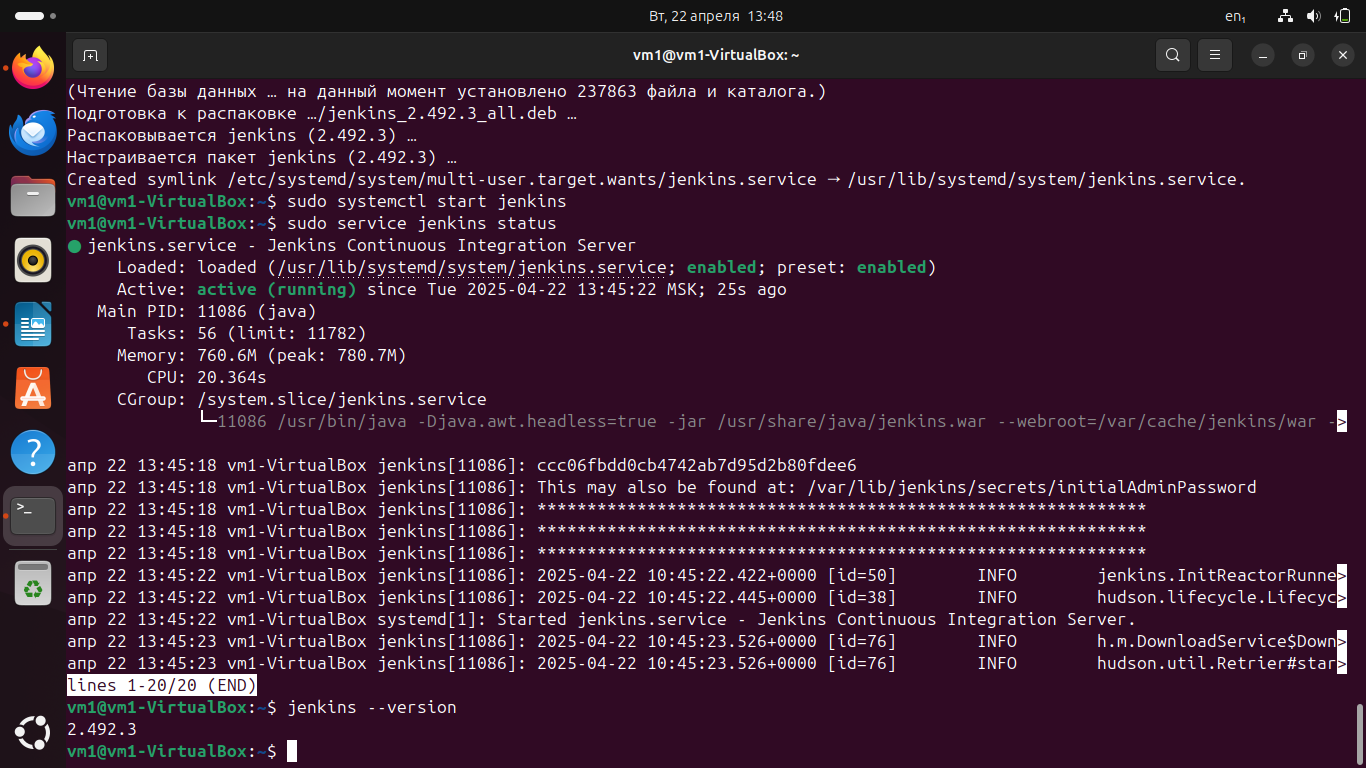 Вт, 22 апреля 13:48
en₁
vm1@vm1-VirtualBox: ~
(Чтение базы данных … на данный момент установлено 237863 файла и каталога.)
Подготовка к распаковке …/jenkins_2.492.3_all.deb …
Распаковывается jenkins (2.492.3) …
Настраивается пакет jenkins (2.492.3) …
Created symlink /etc/systemd/system/multi-user.target.wants/jenkins.service → /usr/lib/systemd/system/jenkins.service.
vm1@vm1-VirtualBox:~$ sudo systemctl start jenkins
vm1@vm1-VirtualBox:~$ sudo service jenkins status
● jenkins.service - Jenkins Continuous Integration Server
Loaded: loaded (/usr/lib/systemd/system/jenkins.service; enabled; preset: enabled)
Active: active (running) since Tue 2025-04-22 13:45:22 MSK; 25s ago
Main PID: 11086 (java)
Tasks: 56 (limit: 11782)
Memory: 760.6M (peak: 780.7M)
CPU: 20.364s
CGroup: /system.slice/jenkins.service
└─11086 /usr/bin/java -Djava.awt.headless=true -jar /usr/share/java/jenkins.war --webroot=/var/cache/jenkins/war ->
апр 22 13:45:18 vm1-VirtualBox jenkins[11086]: ccc06fbdd0cb4742ab7d95d2b80fdee6
апр 22 13:45:18 vm1-VirtualBox jenkins[11086]: This may also be found at: /var/lib/jenkins/secrets/initialAdminPassword
апр 22 13:45:18 vm1-VirtualBox jenkins[11086]: *************************************************************
апр 22 13:45:18 vm1-VirtualBox jenkins[11086]: *************************************************************
апр 22 13:45:18 vm1-VirtualBox jenkins[11086]: *************************************************************
апр 22 13:45:22 vm1-VirtualBox jenkins[11086]: 2025-04-22 10:45:22.422+0000 [id=50] INFO jenkins.InitReactorRunne>
апр 22 13:45:22 vm1-VirtualBox jenkins[11086]: 2025-04-22 10:45:22.445+0000 [id=38] INFO hudson.lifecycle.Lifecyc>
апр 22 13:45:22 vm1-VirtualBox systemd[1]: Started jenkins.service - Jenkins Continuous Integration Server.
апр 22 13:45:23 vm1-VirtualBox jenkins[11086]: 2025-04-22 10:45:23.526+0000 [id=76] INFO h.m.DownloadService$Down>
апр 22 13:45:23 vm1-VirtualBox jenkins[11086]: 2025-04-22 10:45:23.526+0000 [id=76] INFO hudson.util.Retrier#star>
lines 1-20/20 (END)
vm1@vm1-VirtualBox:~$ jenkins --version
2.492.3
vm1@vm1-VirtualBox:~$